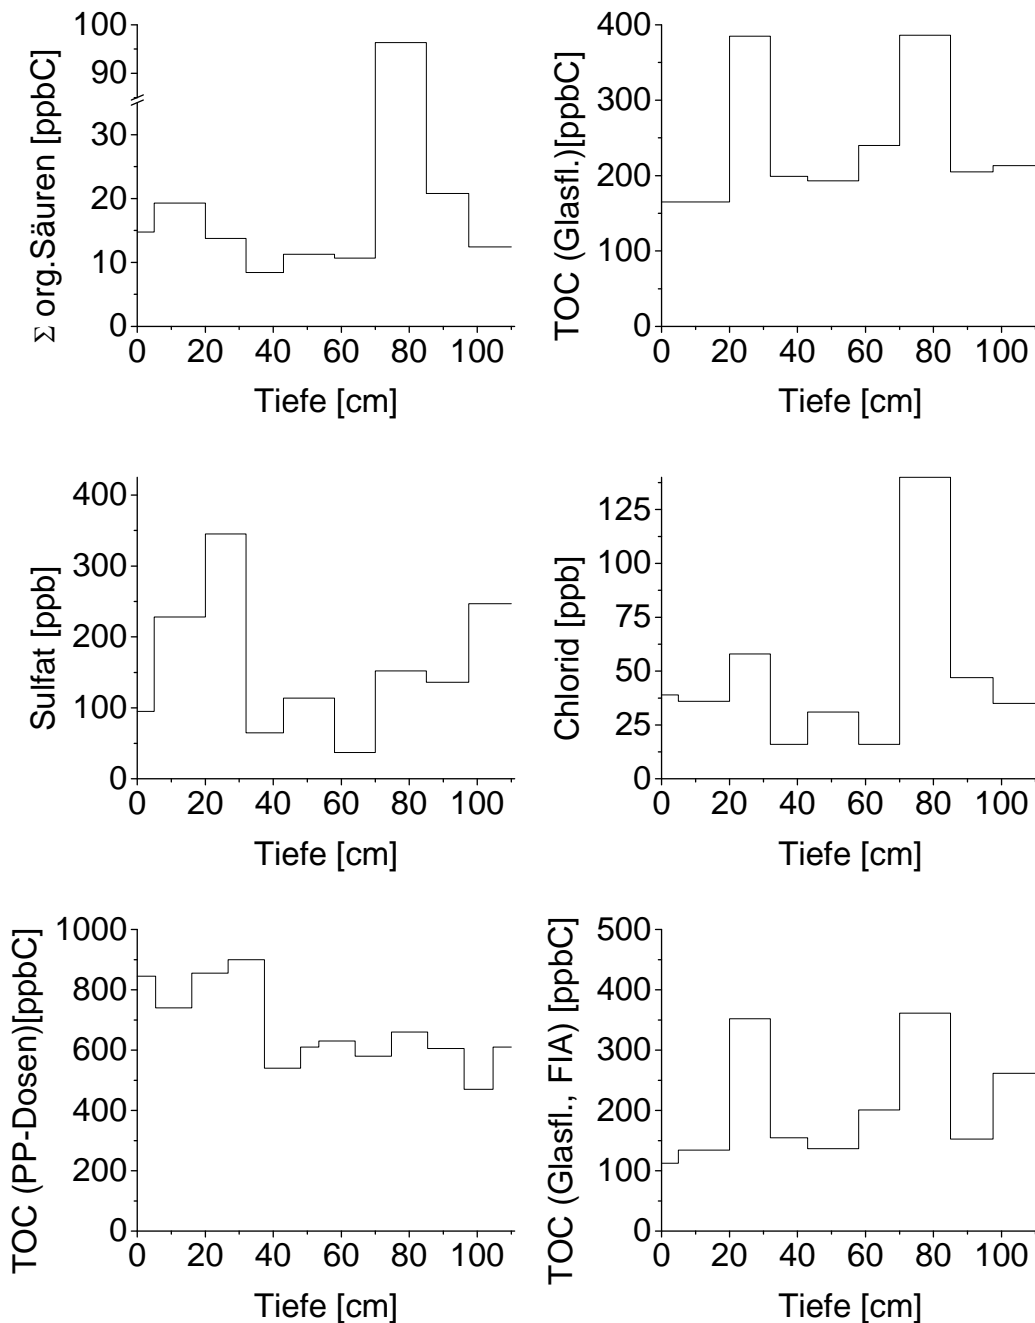 Σ org.Säuren [ppbC]
100
90
30
20
10
0
0 20 40 60 80 100
Tiefe [cm]
TOC (Glasfl.)[ppbC]
400
300
200
100
0
0 20 40 60 80 100
Tiefe [cm]
Sulfat [ppb]
400
300
200
100
0
0 20 40 60 80 100
Tiefe [cm]
Chlorid [ppb]
125
100
75
50
25
0
0 20 40 60 80 100
Tiefe [cm]
TOC (PP-Dosen)[ppbC]
1000
800
600
400
200
0
0 20 40 60 80 100
Tiefe [cm]
TOC (Glasfl., FIA) [ppbC]
500
400
300
200
100
0
0 20 40 60 80 100
Tiefe [cm]